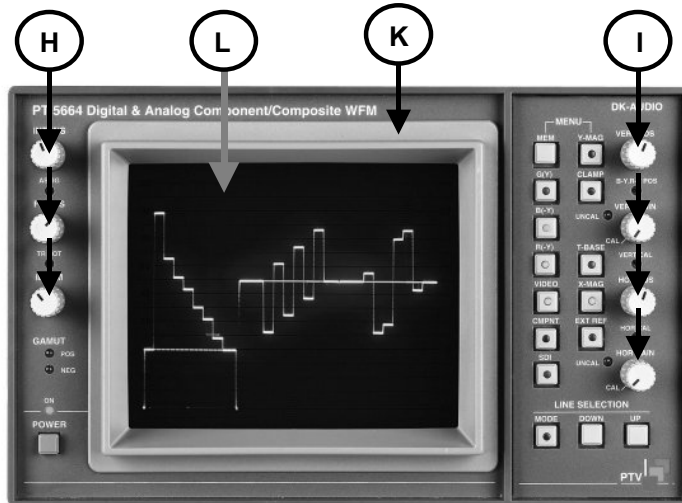 H
L
K
I
PT 5664 Digital & Analog Component/Composite WFM
DK-AUDIO
MENU
MEM
Y-MAG
G(Y)
CLAMP
B-Y,R-Y POS
B(-Y)
UNCAL
CAL
R(-Y)
T-BASE
VIDEO
X-MAG
CMPNT.
EXT REF
SDI
UNCAL
CAL
GAMUT
POS
NEG
ON
POWER
LINE SELECTION
MODE
DOWN
UP
PTV